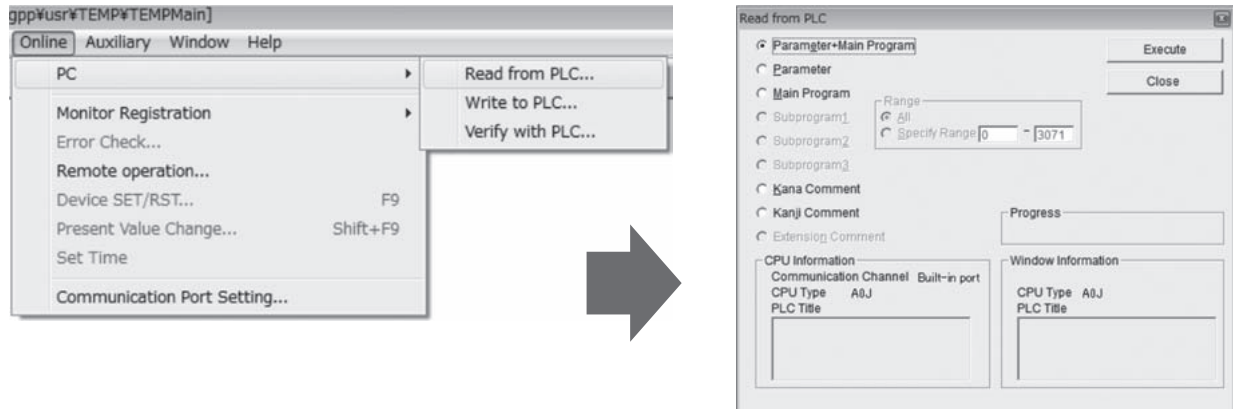 gpp¥usr¥TEMP¥TEMPMain]
Online Auxiliary Window Help
PC
Monitor Registration
Error Check...
Remote operation...
Device SET/RST... F9
Present Value Change... Shift+F9
Set Time
Communication Port Setting...
Read from PLC...
Write to PLC...
Verify with PLC...
Read from PLC
Parameter+Main Program
Parameter
Main Program
Subprogram1
Subprogram2
Subprogram3
Kana Comment
Kanji Comment
Extension Comment
Range
All
Specify Range 0 - 3071
Execute
Close
Progress
CPU Information
Communication Channel Built-in port
CPU Type A0J
PLC Title
Window Information
CPU Type A0J
PLC Title